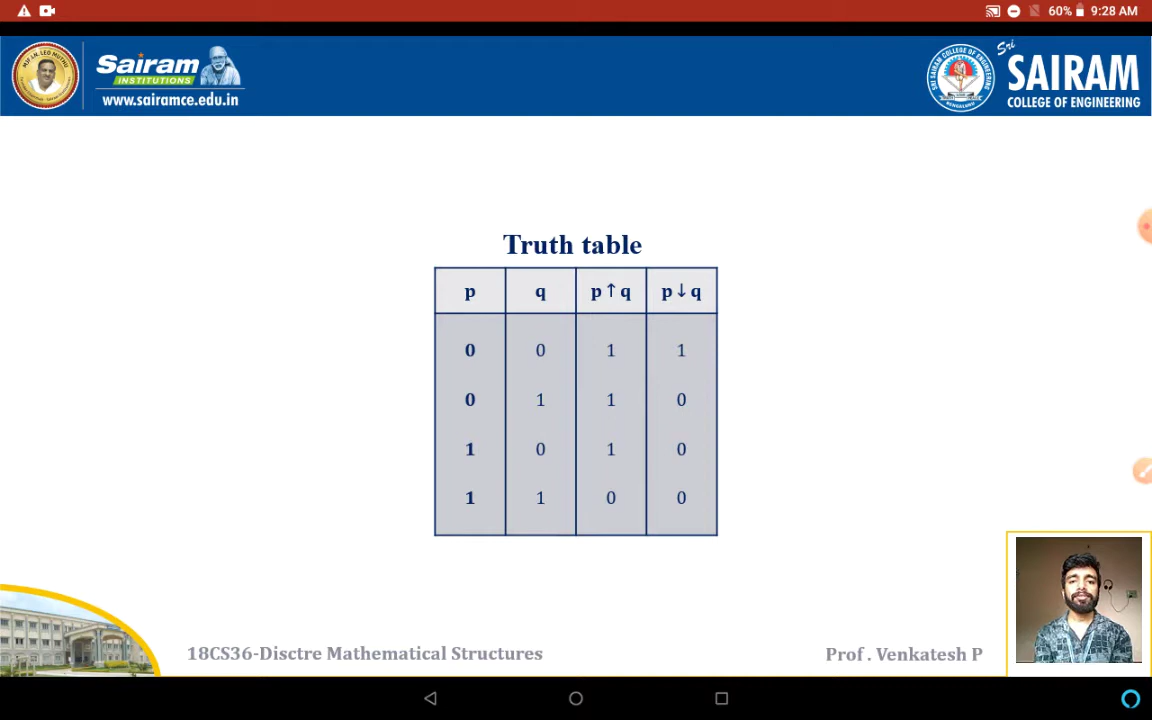 60% 9:28 AM
Sairam
INSTITUTIONS
www.sairamce.edu.in
Sri
SAIRAM
COLLEGE OF ENGINEERING
Truth table
p q p↑q p↓q
0 0 1 1
0 1 1 0
1 0 1 0
1 1 0 0
18CS36-Disctre Mathematical Structures
Prof . Venkatesh P